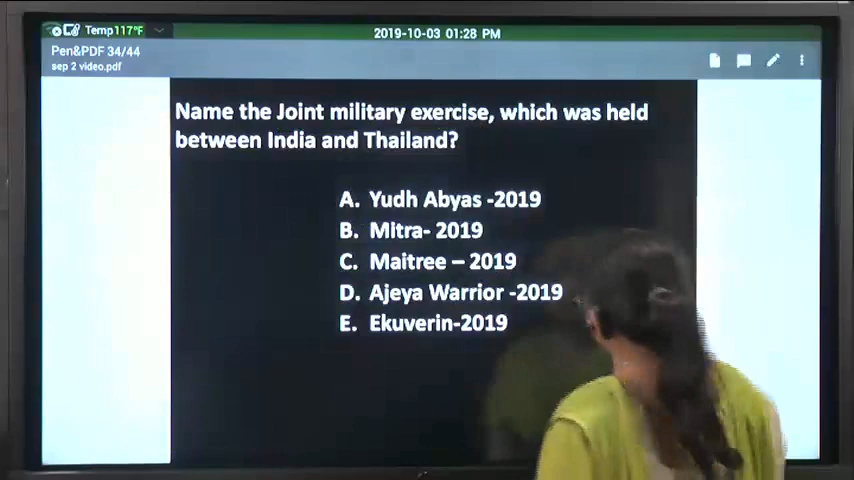 Temp117°F
2019-10-03 01:28 PM
Pen&PDF 34/44
sep 2 video.pdf
Name the Joint military exercise, which was held
between India and Thailand?
A. Yudh Abyas -2019
B. Mitra- 2019
C. Maitree – 2019
D. Ajeya Warrior -2019
E. Ekuverin-2019